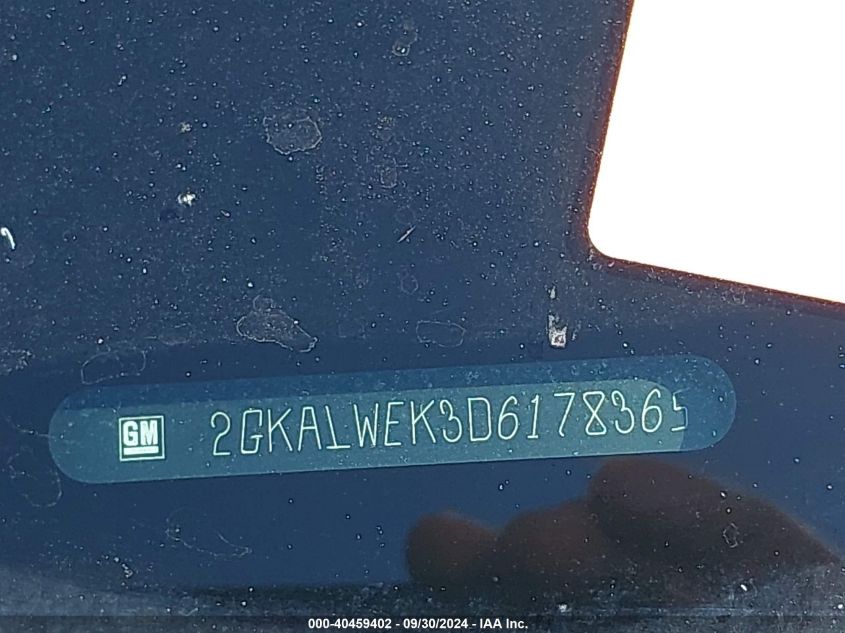 GM 2GKALWEK3D6178365
000-40459402 - 09/30/2024 - IAA Inc.